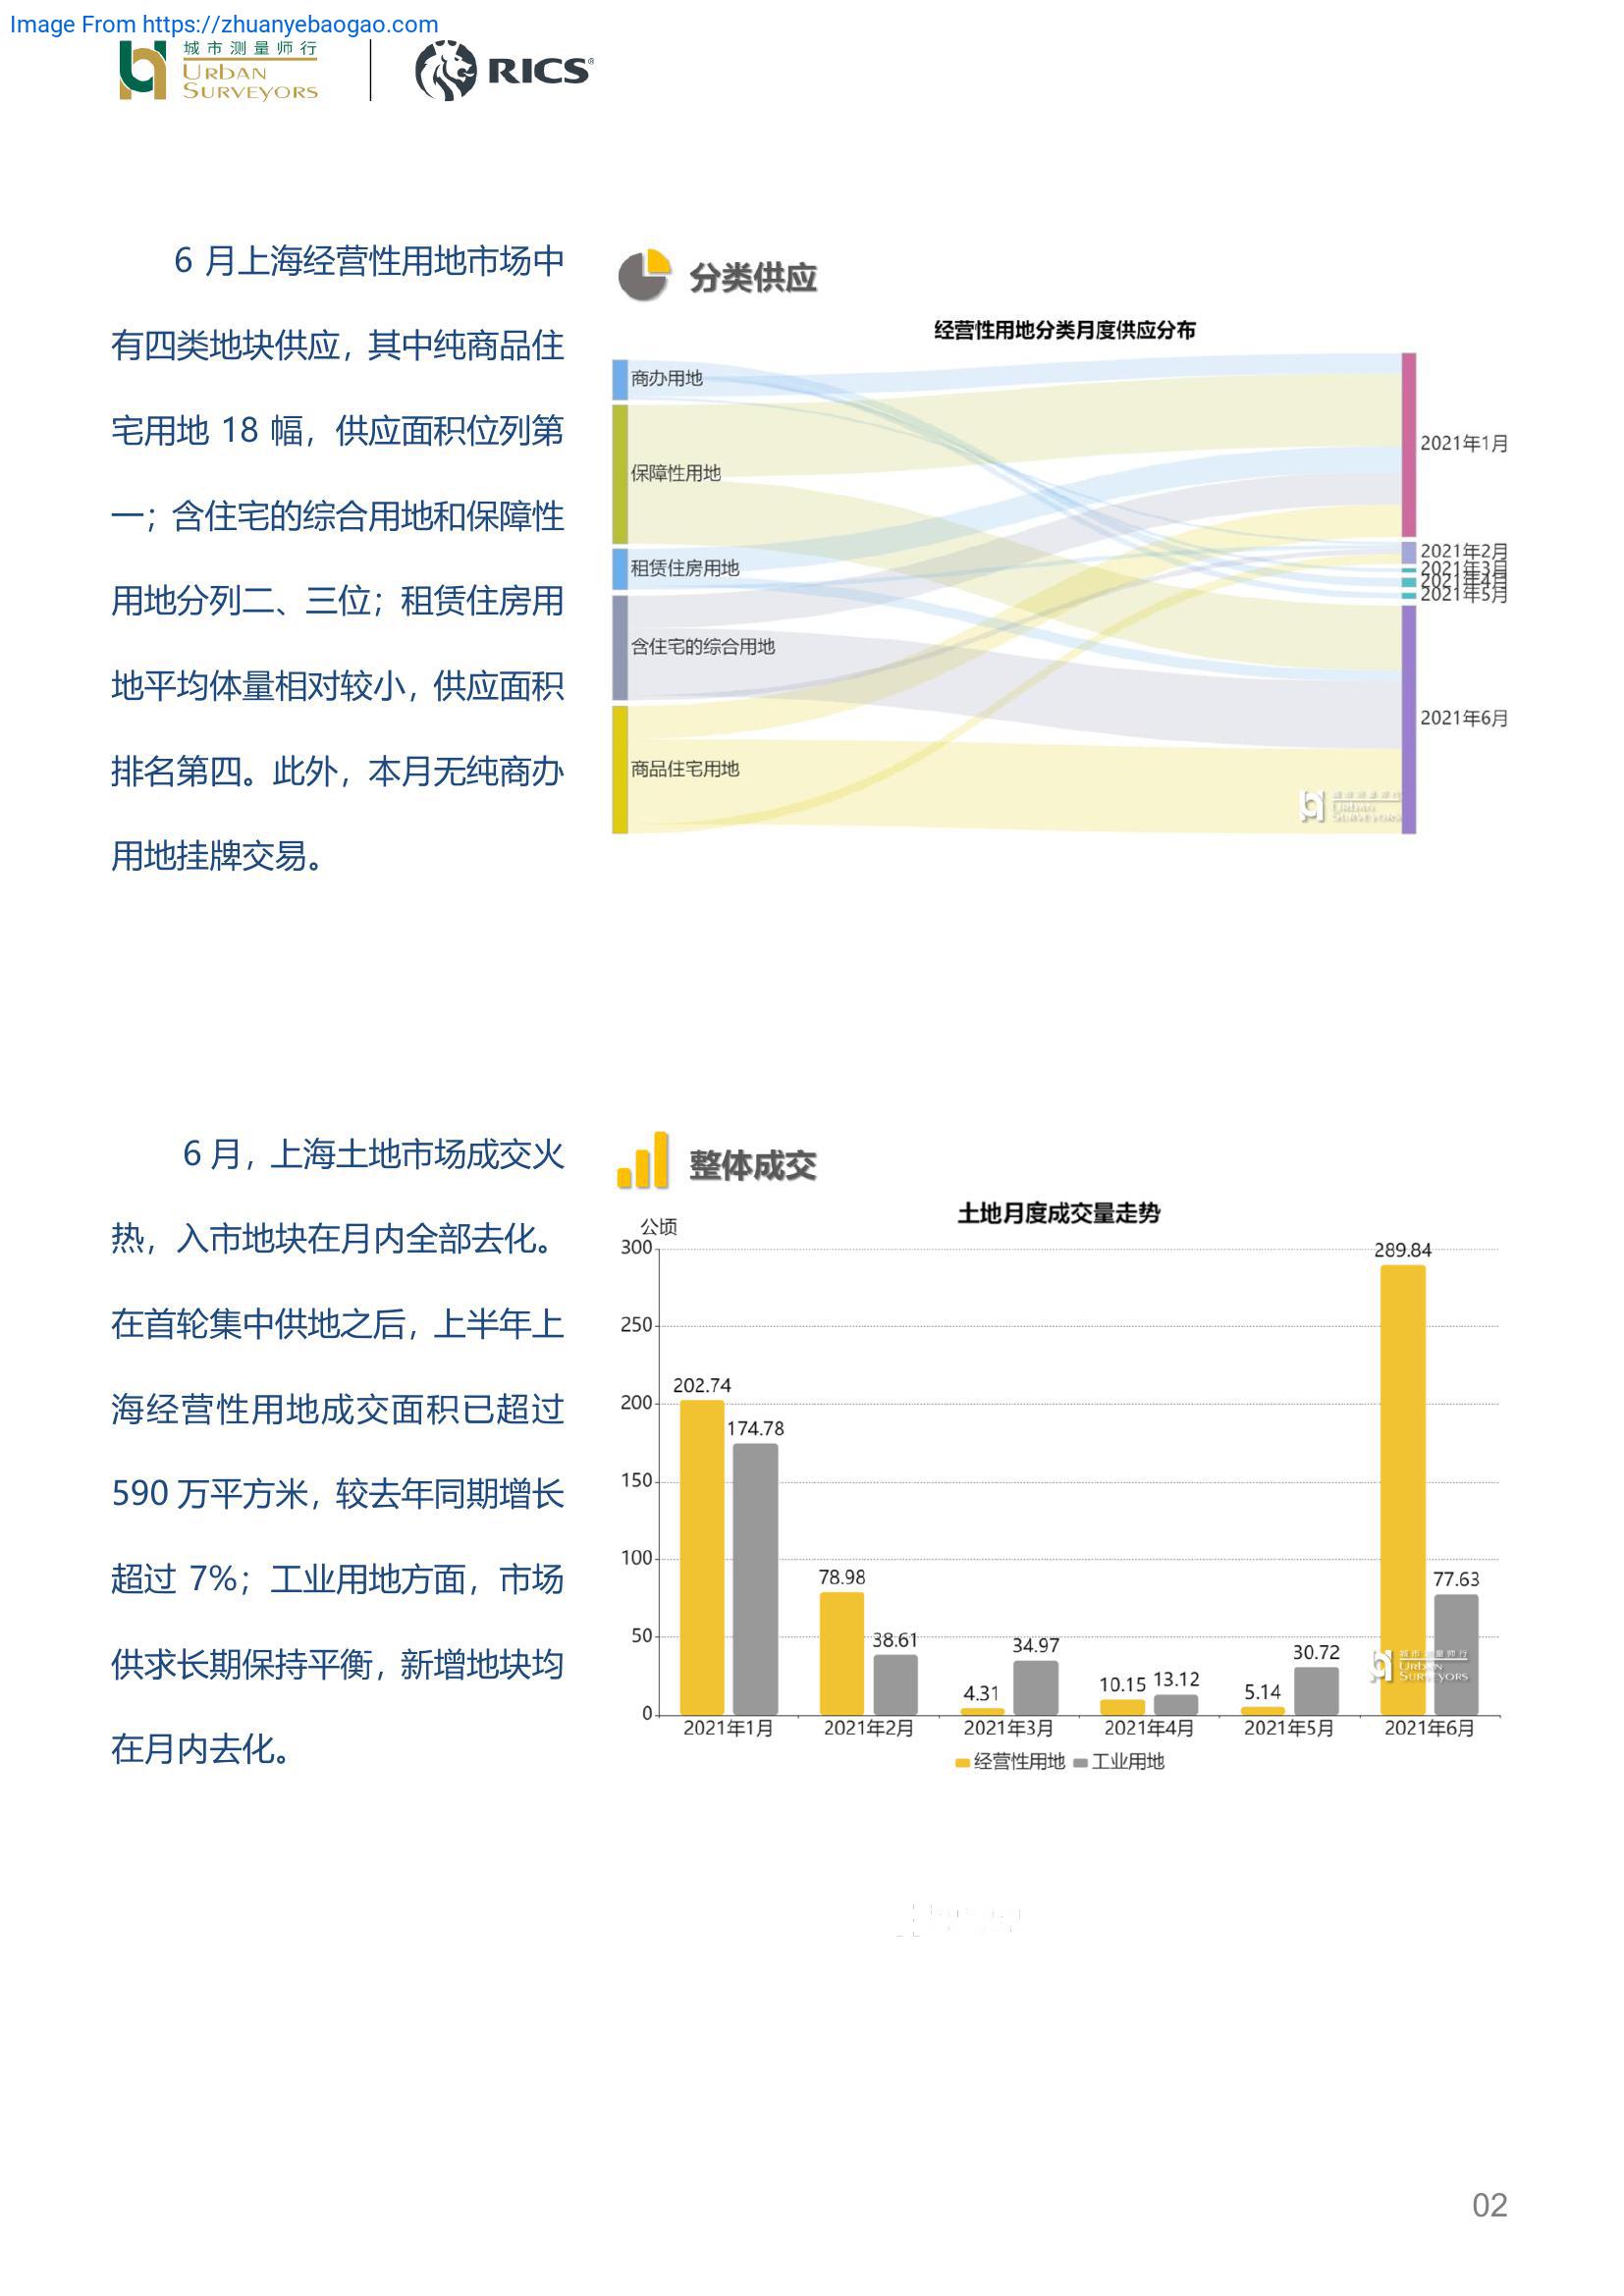 Image From https://zhuanyebaogao.com
城市测量师行
URBAN
SURVEYORS
RICS®
6 月上海经营性用地市场中
有四类地块供应，其中纯商品住
宅用地 18 幅，供应面积位列第
一；含住宅的综合用地和保障性
用地分列二、三位；租赁住房用
地平均体量相对较小，供应面积
排名第四。此外，本月无纯商办
用地挂牌交易。
分类供应
经营性用地分类月度供应分布
商办用地
保障性用地
租赁住房用地
含住宅的综合用地
商品住宅用地
2021年1月
2021年2月
2021年3月
2021年4月
2021年5月
2021年6月
城市测量师行
URBAN
SURVEYORS
6 月，上海土地市场成交火
热，入市地块在月内全部去化。
在首轮集中供地之后，上半年上
海经营性用地成交面积已超过
590 万平方米，较去年同期增长
超过 7%；工业用地方面，市场
供求长期保持平衡，新增地块均
在月内去化。
整体成交
土地月度成交量走势
公顷
300
250
200
150
100
50
0
202.74
174.78
78.98
38.61
4.31
34.97
10.15
13.12
5.14
30.72
289.84
77.63
城市测量师行
URBAN
SURVEYORS
2021年1月
2021年2月
2021年3月
2021年4月
2021年5月
2021年6月
经营性用地
工业用地
02